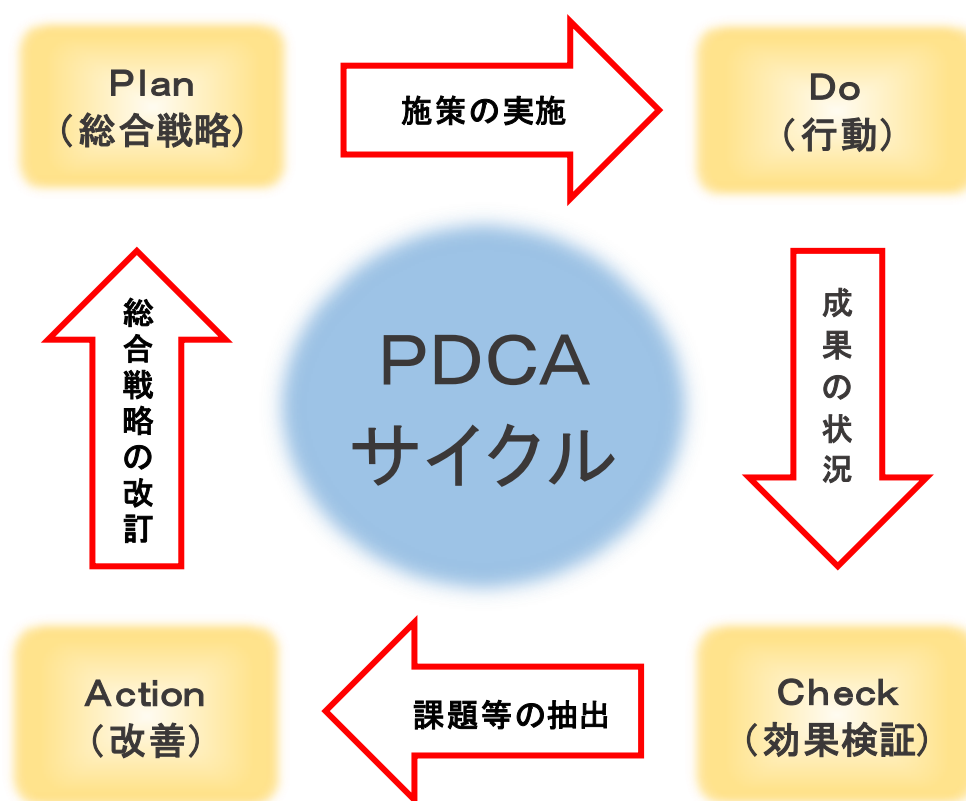 Plan
（総合戦略）
施策の実施
Do
（行動）
総合戦略の改訂
PDCA
サイクル
成果の状況
Action
（改善）
課題等の抽出
Check
（効果検証）